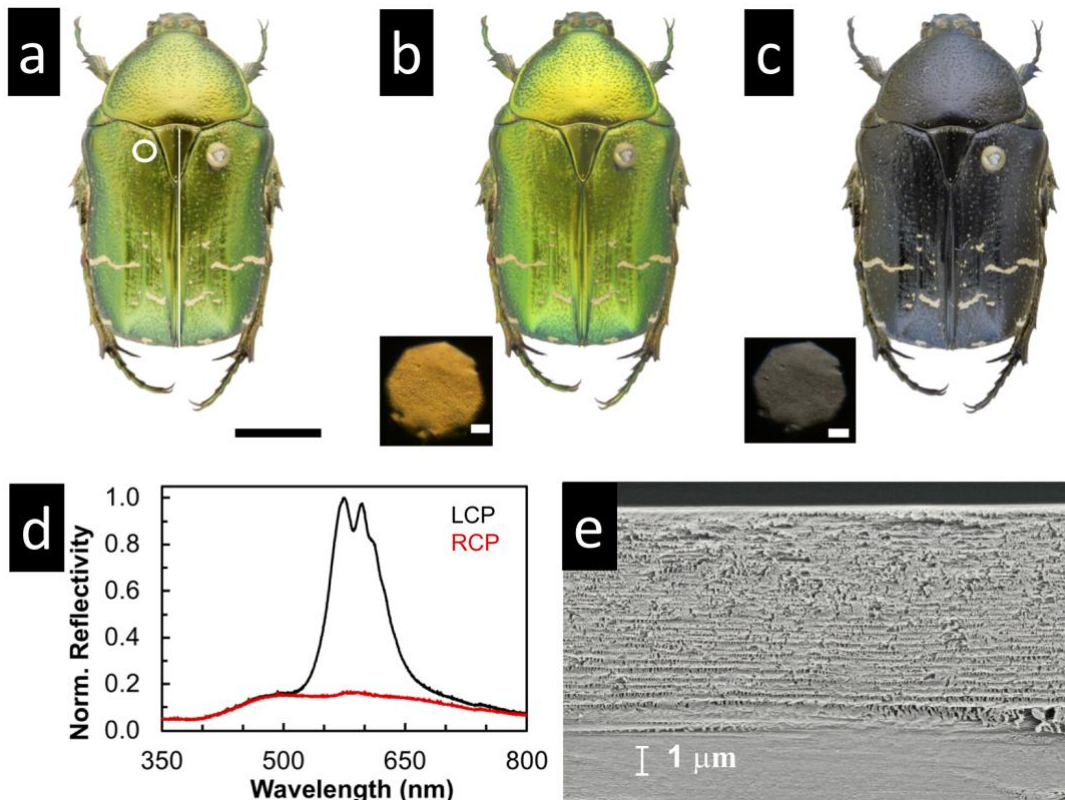 a
b
c
d
1.0
0.8
0.6
0.4
0.2
0.0
Norm. Reflectivity
LCP
RCP
350
500
650
800
Wavelength (nm)
e
1 μm